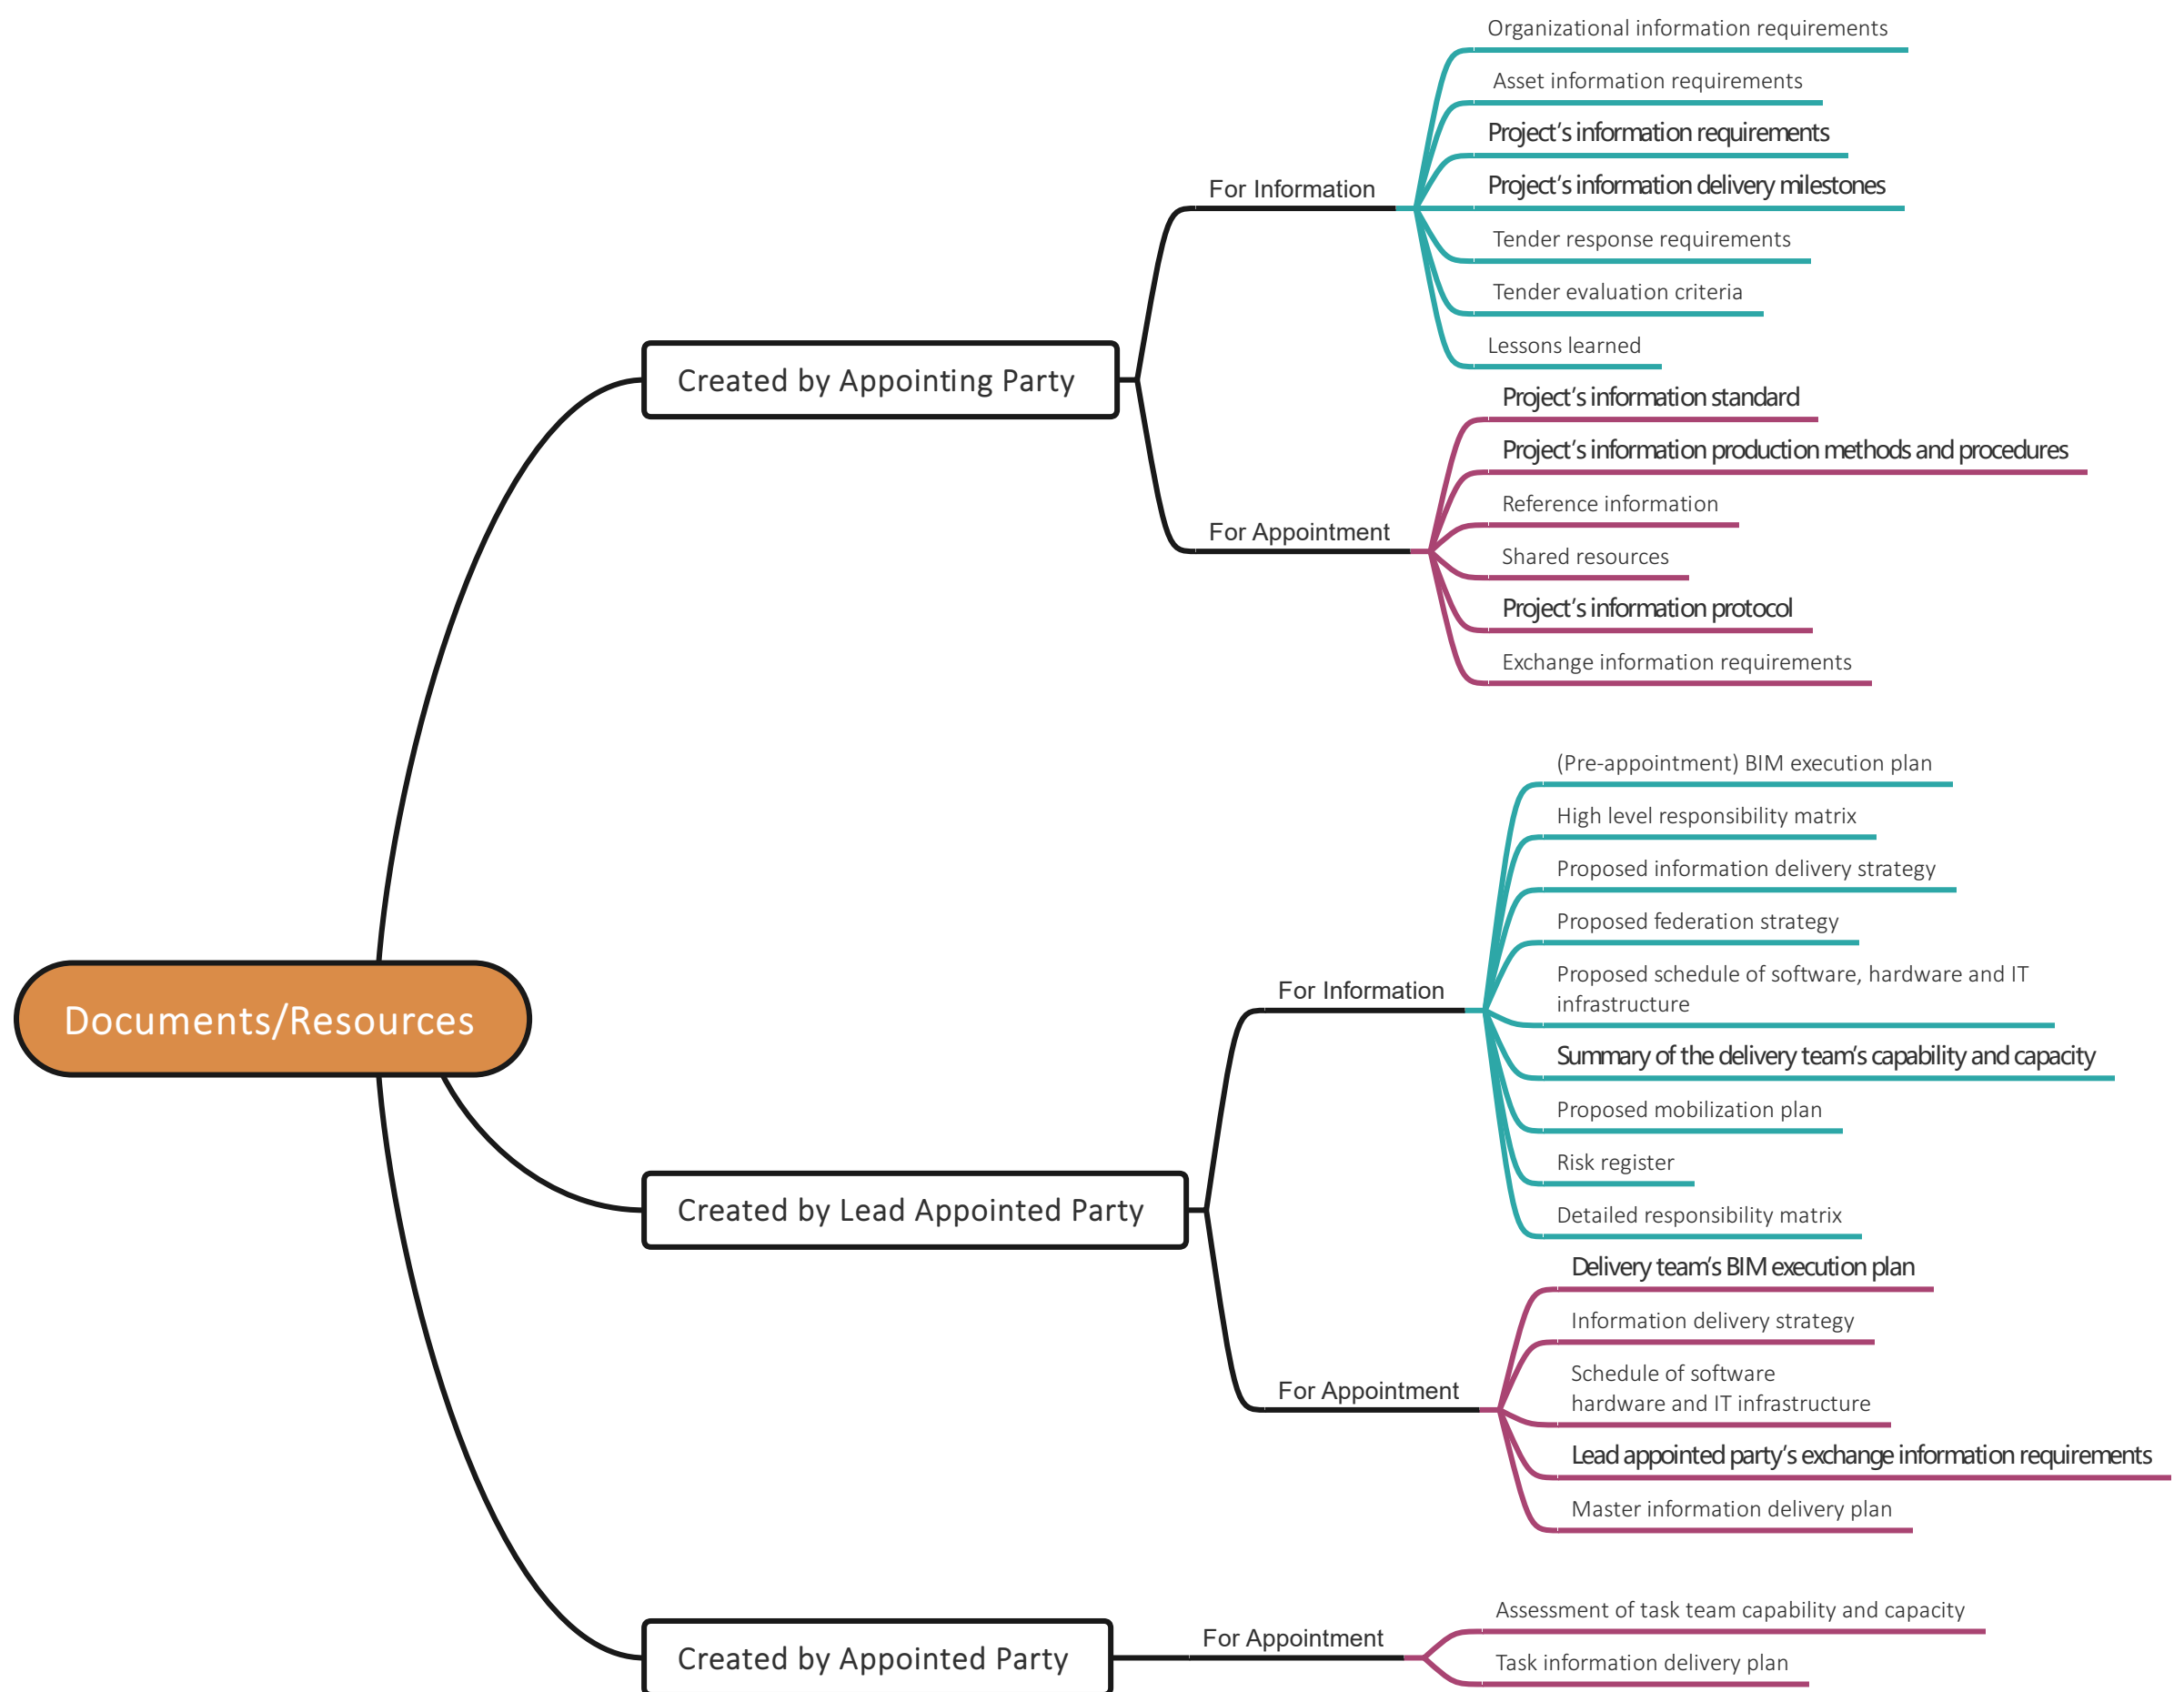 Documents/Resources
Created by Appointing Party
For Information
Organizational information requirements
Asset information requirements
Project’s information requirements
Project’s information delivery milestones
Tender response requirements
Tender evaluation criteria
Lessons learned
For Appointment
Project’s information standard
Project’s information production methods and procedures
Reference information
Shared resources
Project’s information protocol
Exchange information requirements
Created by Lead Appointed Party
For Information
(Pre-appointment) BIM execution plan
High level responsibility matrix
Proposed information delivery strategy
Proposed federation strategy
Proposed schedule of software, hardware and IT
infrastructure
Summary of the delivery team’s capability and capacity
Proposed mobilization plan
Risk register
Detailed responsibility matrix
For Appointment
Delivery team’s BIM execution plan
Information delivery strategy
Schedule of software
hardware and IT infrastructure
Lead appointed party’s exchange information requirements
Master information delivery plan
Created by Appointed Party
For Appointment
Assessment of task team capability and capacity
Task information delivery plan